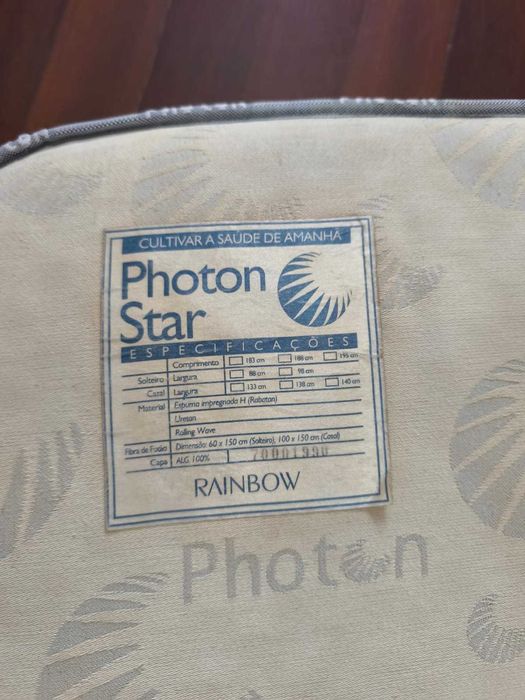 CULTIVAR A SAÚDE DE AMANHÃ
Photon
Star
ESPECIFICAÇÕES
Comprimento 183 cm 188 cm 195 cm
Solteiro Largura 88 cm 98 cm
Casal Largura 133 cm 138 cm 140 cm
Material Espuma impregnada H (Rabatan)
Uretan
Rolling Wave
Fibra de Fotão Dimensão: 60 x 150 cm (Solteiro), 100 x 150 cm (Casal)
Capa ALG. 100%
RAINBOW
Photon